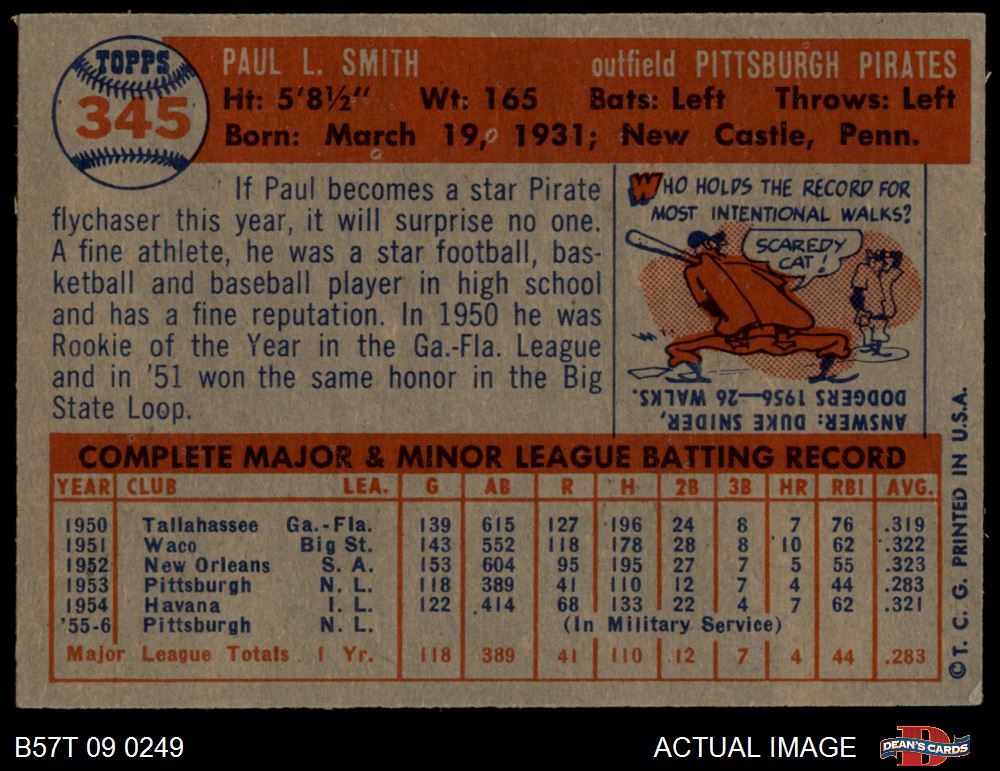 TOPPS
345
PAUL L. SMITH outfield PITTSBURGH PIRATES
Ht: 5'8½" Wt: 165 Bats: Left Throws: Left
Born: March 19, 1931; New Castle, Penn.
If Paul becomes a star Pirate
flychaser this year, it will surprise no one.
A fine athlete, he was a star football, bas-
ketball and baseball player in high school
and has a fine reputation. In 1950 he was
Rookie of the Year in the Ga.-Fla. League
and in '51 won the same honor in the Big
State Loop.
WHO HOLDS THE RECORD FOR
MOST INTENTIONAL WALKS?
SCAREDY
CAT!
ANSWER: DUKE SNIDER,
DODGERS 1956—26 WALKS.
COMPLETE MAJOR & MINOR LEAGUE BATTING RECORD
YEAR CLUB LEA. G AB R H 2B 3B HR RBI AVG.
1950 Tallahassee Ga.-Fla. 139 615 127 196 24 8 7 76 .319
1951 Waco Big St. 143 552 118 178 28 8 10 62 .322
1952 New Orleans S. A. 153 604 95 195 27 7 5 55 .323
1953 Pittsburgh N. L. 118 389 41 110 12 7 4 44 .283
1954 Havana I. L. 122 414 68 133 22 4 7 62 .321
'55-6 Pittsburgh N. L. (In Military Service)
Major League Totals 1 Yr. 118 389 41 110 12 7 4 44 .283
© T. C. G. PRINTED IN U.S.A.
B57T 09 0249
ACTUAL IMAGE
DEAN'S CARDS